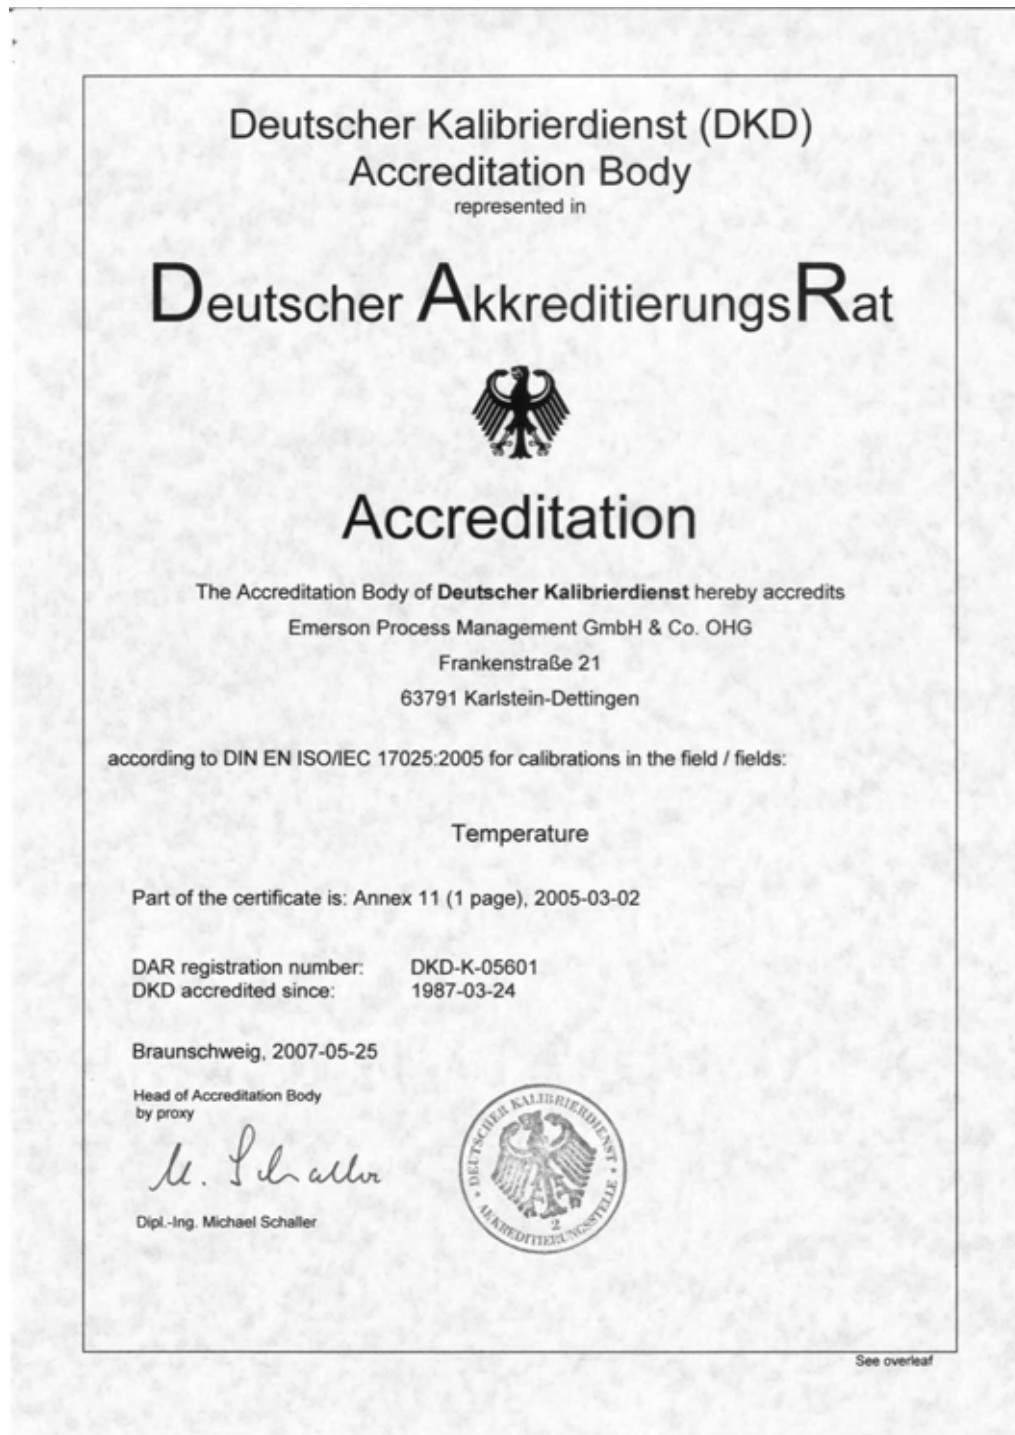 Deutscher Kalibrierdienst (DKD)
Accreditation Body
represented in
Deutscher AkkreditierungsRat
Accreditation
The Accreditation Body of Deutscher Kalibrierdienst hereby accredits
Emerson Process Management GmbH & Co. OHG
Frankenstraße 21
63791 Karlstein-Dettingen
according to DIN EN ISO/IEC 17025:2005 for calibrations in the field / fields:
Temperature
Part of the certificate is: Annex 11 (1 page), 2005-03-02
DAR registration number: DKD-K-05601
DKD accredited since: 1987-03-24
Braunschweig, 2007-05-25
Head of Accreditation Body
by proxy
M. Schaller
Dipl.-Ing. Michael Schaller
DEUTSCHER KALIBRIERDIENST
AKKREDITIERUNGSSTELLE
2
See overleaf